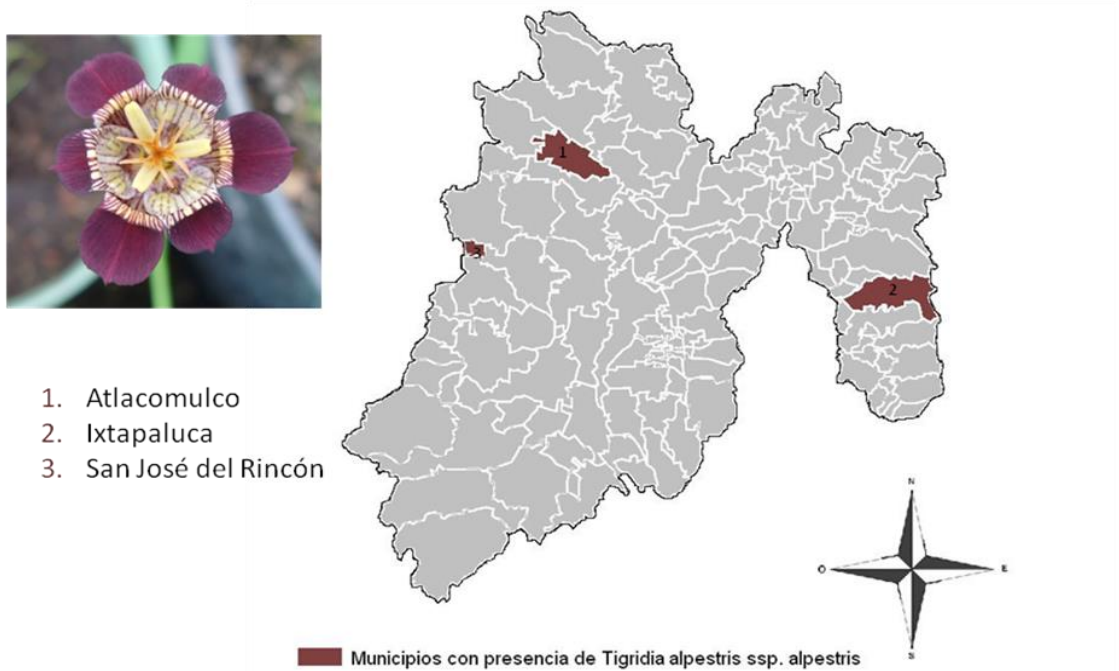 1. Atlacomulco
2. Ixtapaluca
3. San José del Rincón
1
3
2
N
O
E
S
Municipios con presencia de Tigridia alpestris ssp. alpestris